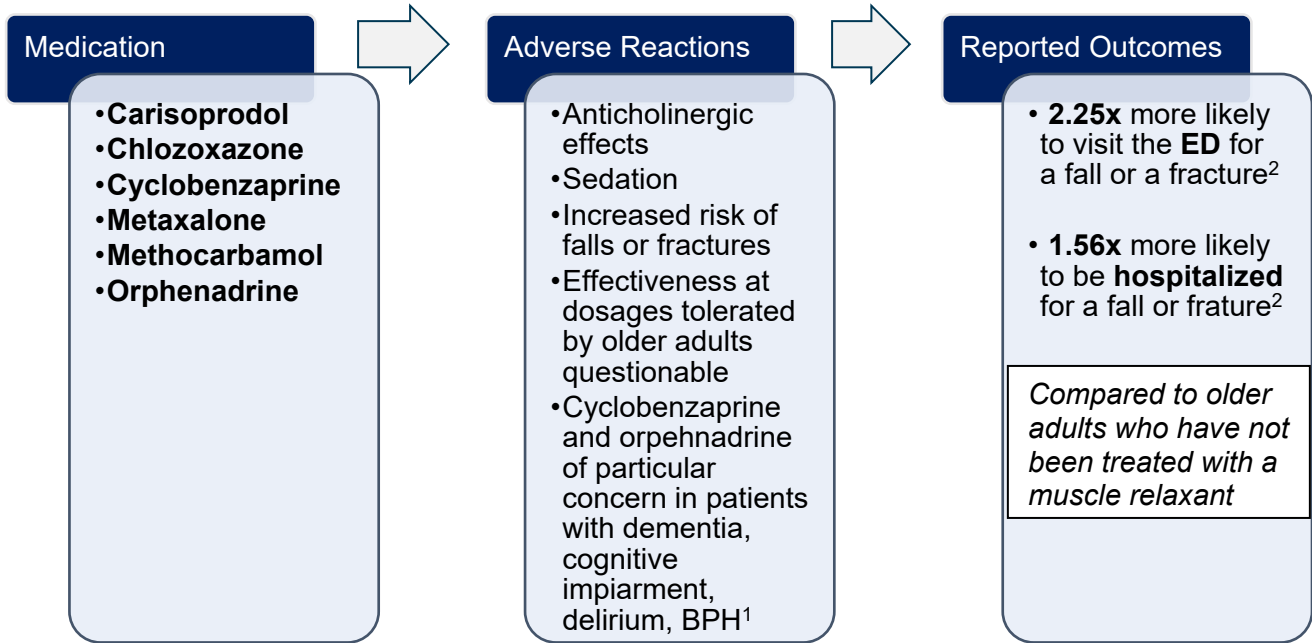 Medication
•Carisoprodol
•Chlozoxazone
•Cyclobenzaprine
•Metaxalone
•Methocarbamol
•Orphenadrine
Adverse Reactions
•Anticholinergic
effects
•Sedation
•Increased risk of
falls or fractures
•Effectiveness at
dosages tolerated
by older adults
questionable
•Cyclobenzaprine
and orpehnadrine
of particular
concern in patients
with dementia,
cognitive
impiarment,
delirium, BPH¹
Reported Outcomes
• 2.25x more likely
to visit the ED for
a fall or a fracture²
• 1.56x more likely
to be hospitalized
for a fall or frature²
Compared to older
adults who have not
been treated with a
muscle relaxant